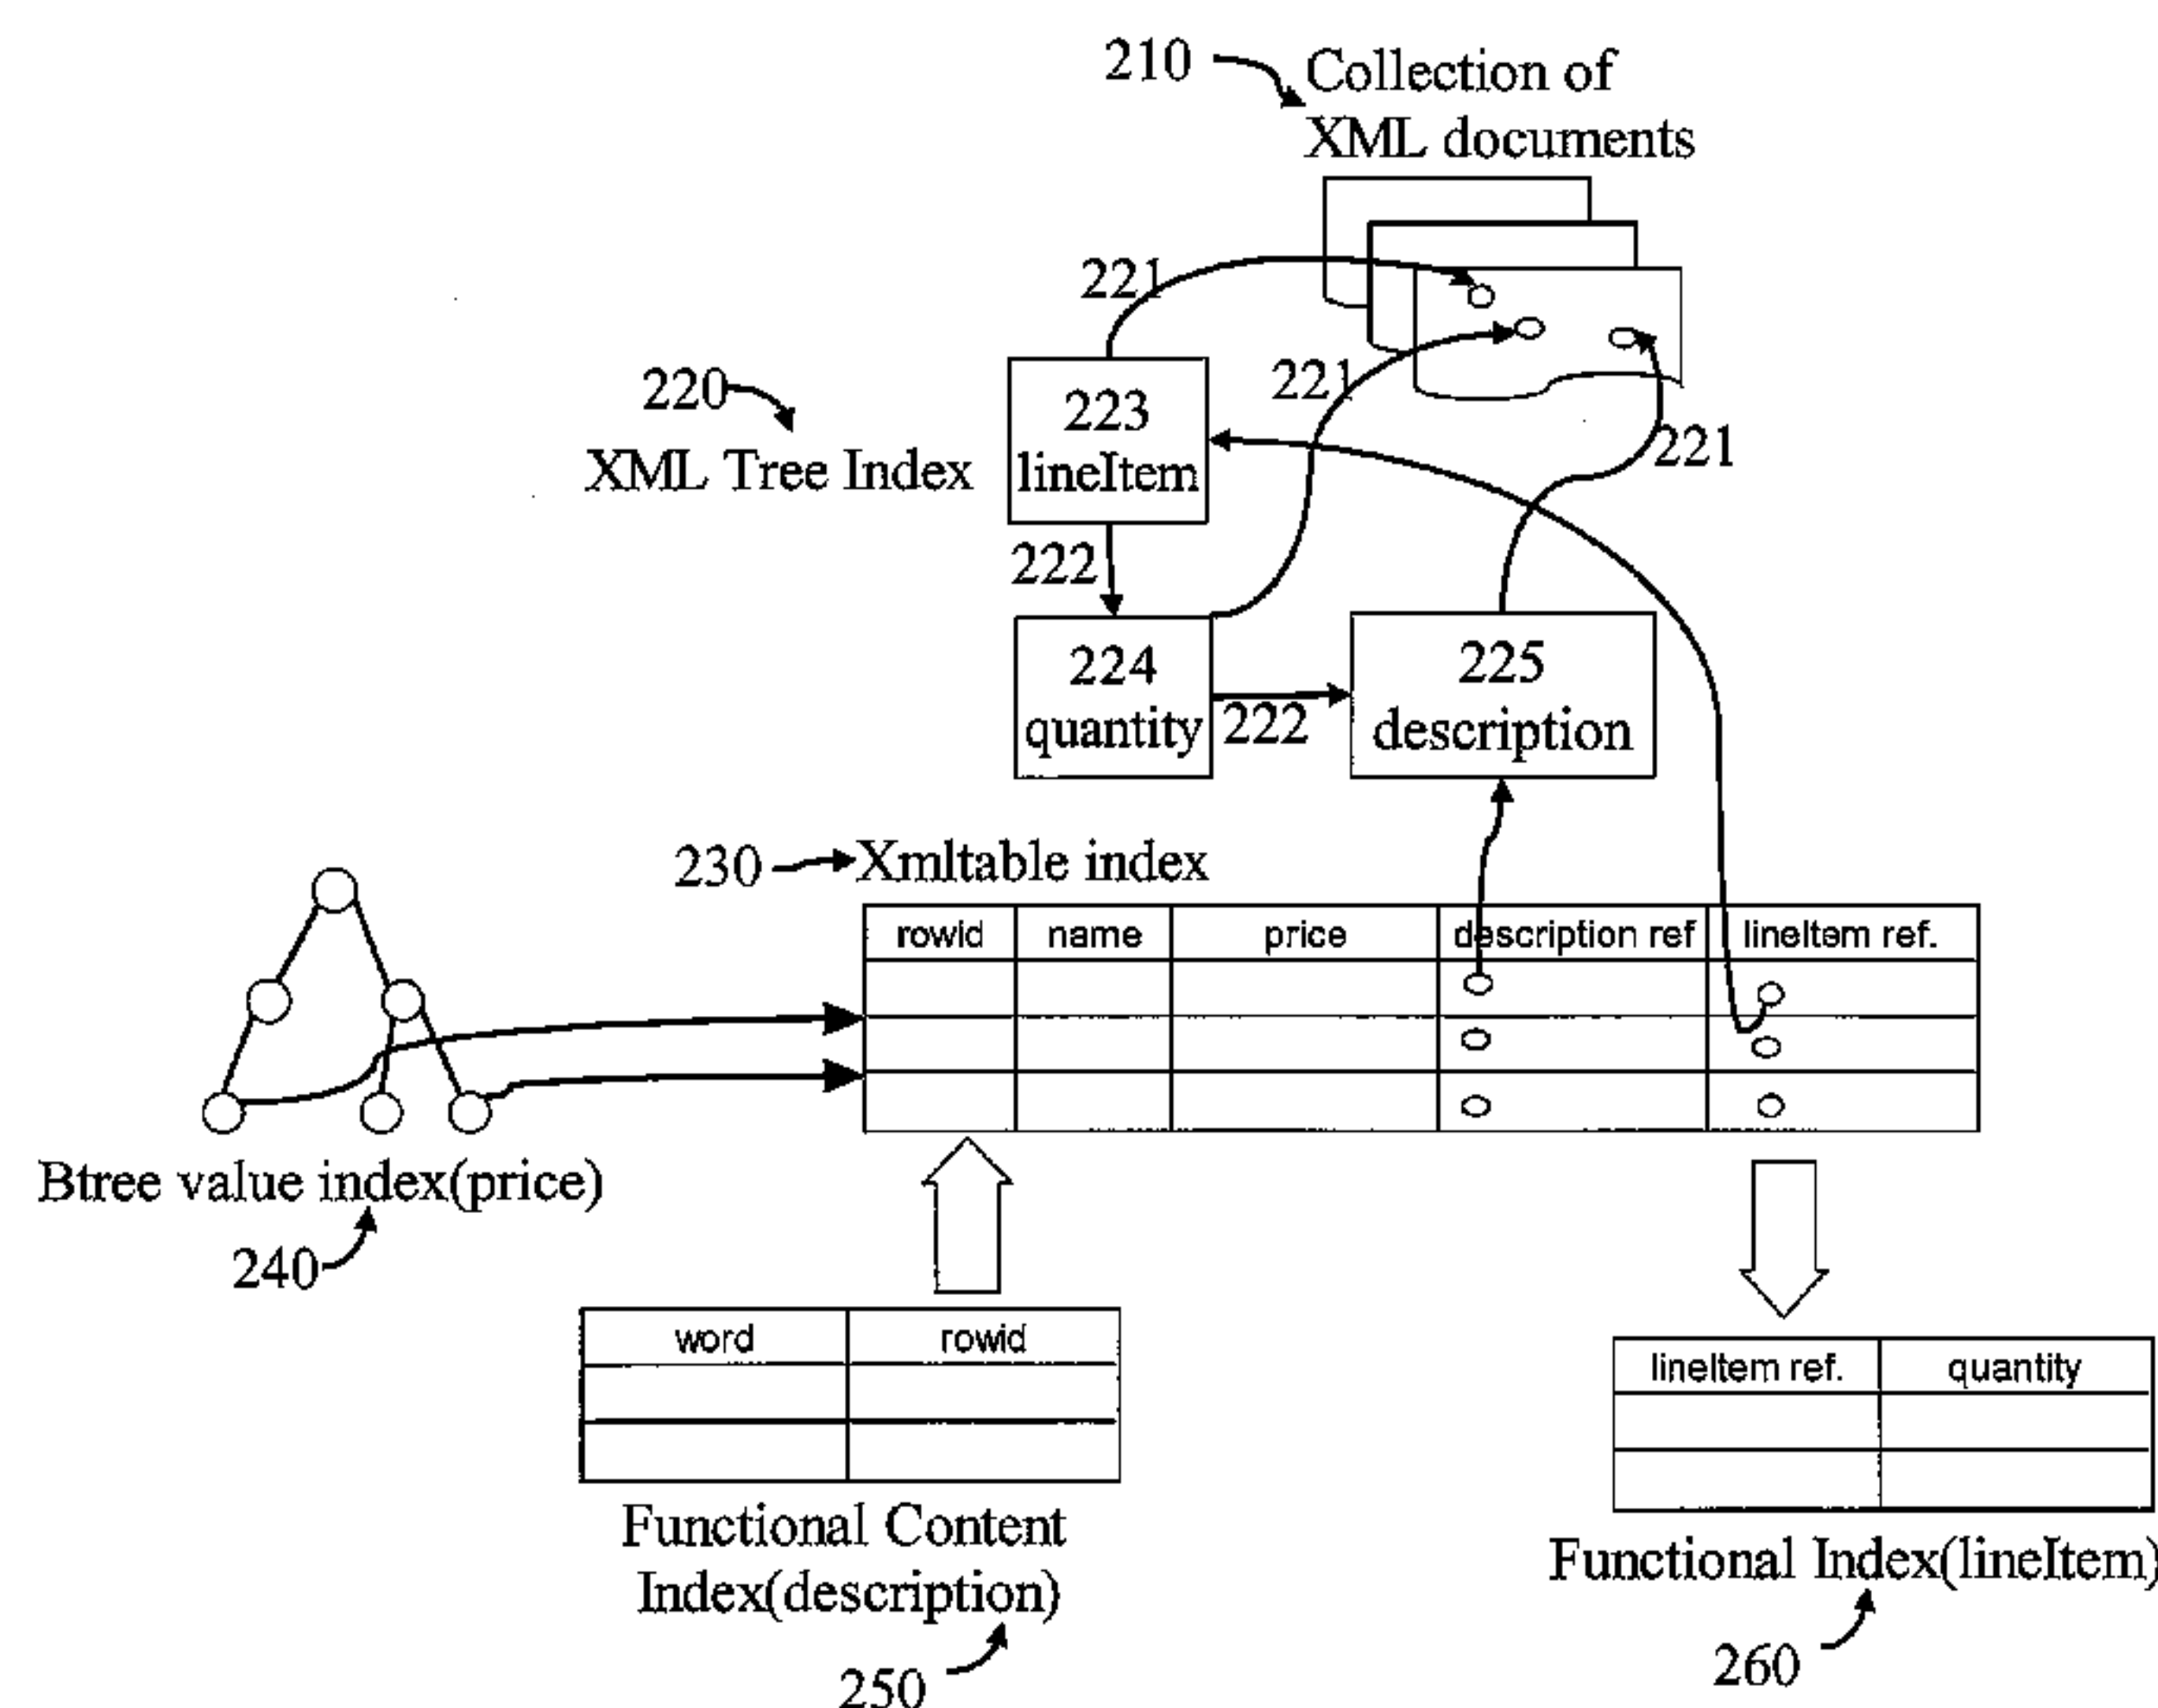 210
Collection of
XML documents
221
220
XML Tree Index
223
lineItem
221
221
222
224
quantity
222
225
description
230
Xmltable index
rowid
name
price
description ref
lineItem ref.
Btree value index(price)
240
word
rowid
Functional Content
Index(description)
250
lineItem ref.
quantity
Functional Index(lineItem)
260